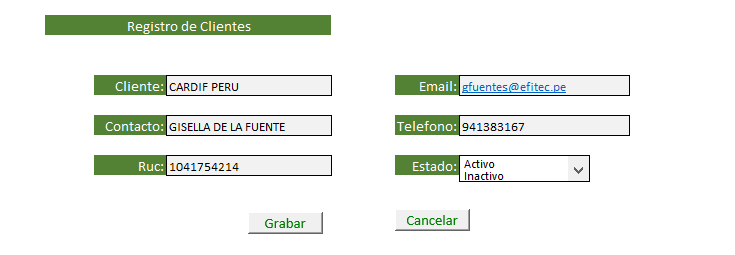 Registro de Clientes
Cliente: CARDIF PERU Email: gfuentes@efitec.pe
Contacto: GISELLA DE LA FUENTE Telefono: 941383167
Ruc: 1041754214 Estado: Activo
Inactivo
Grabar Cancelar